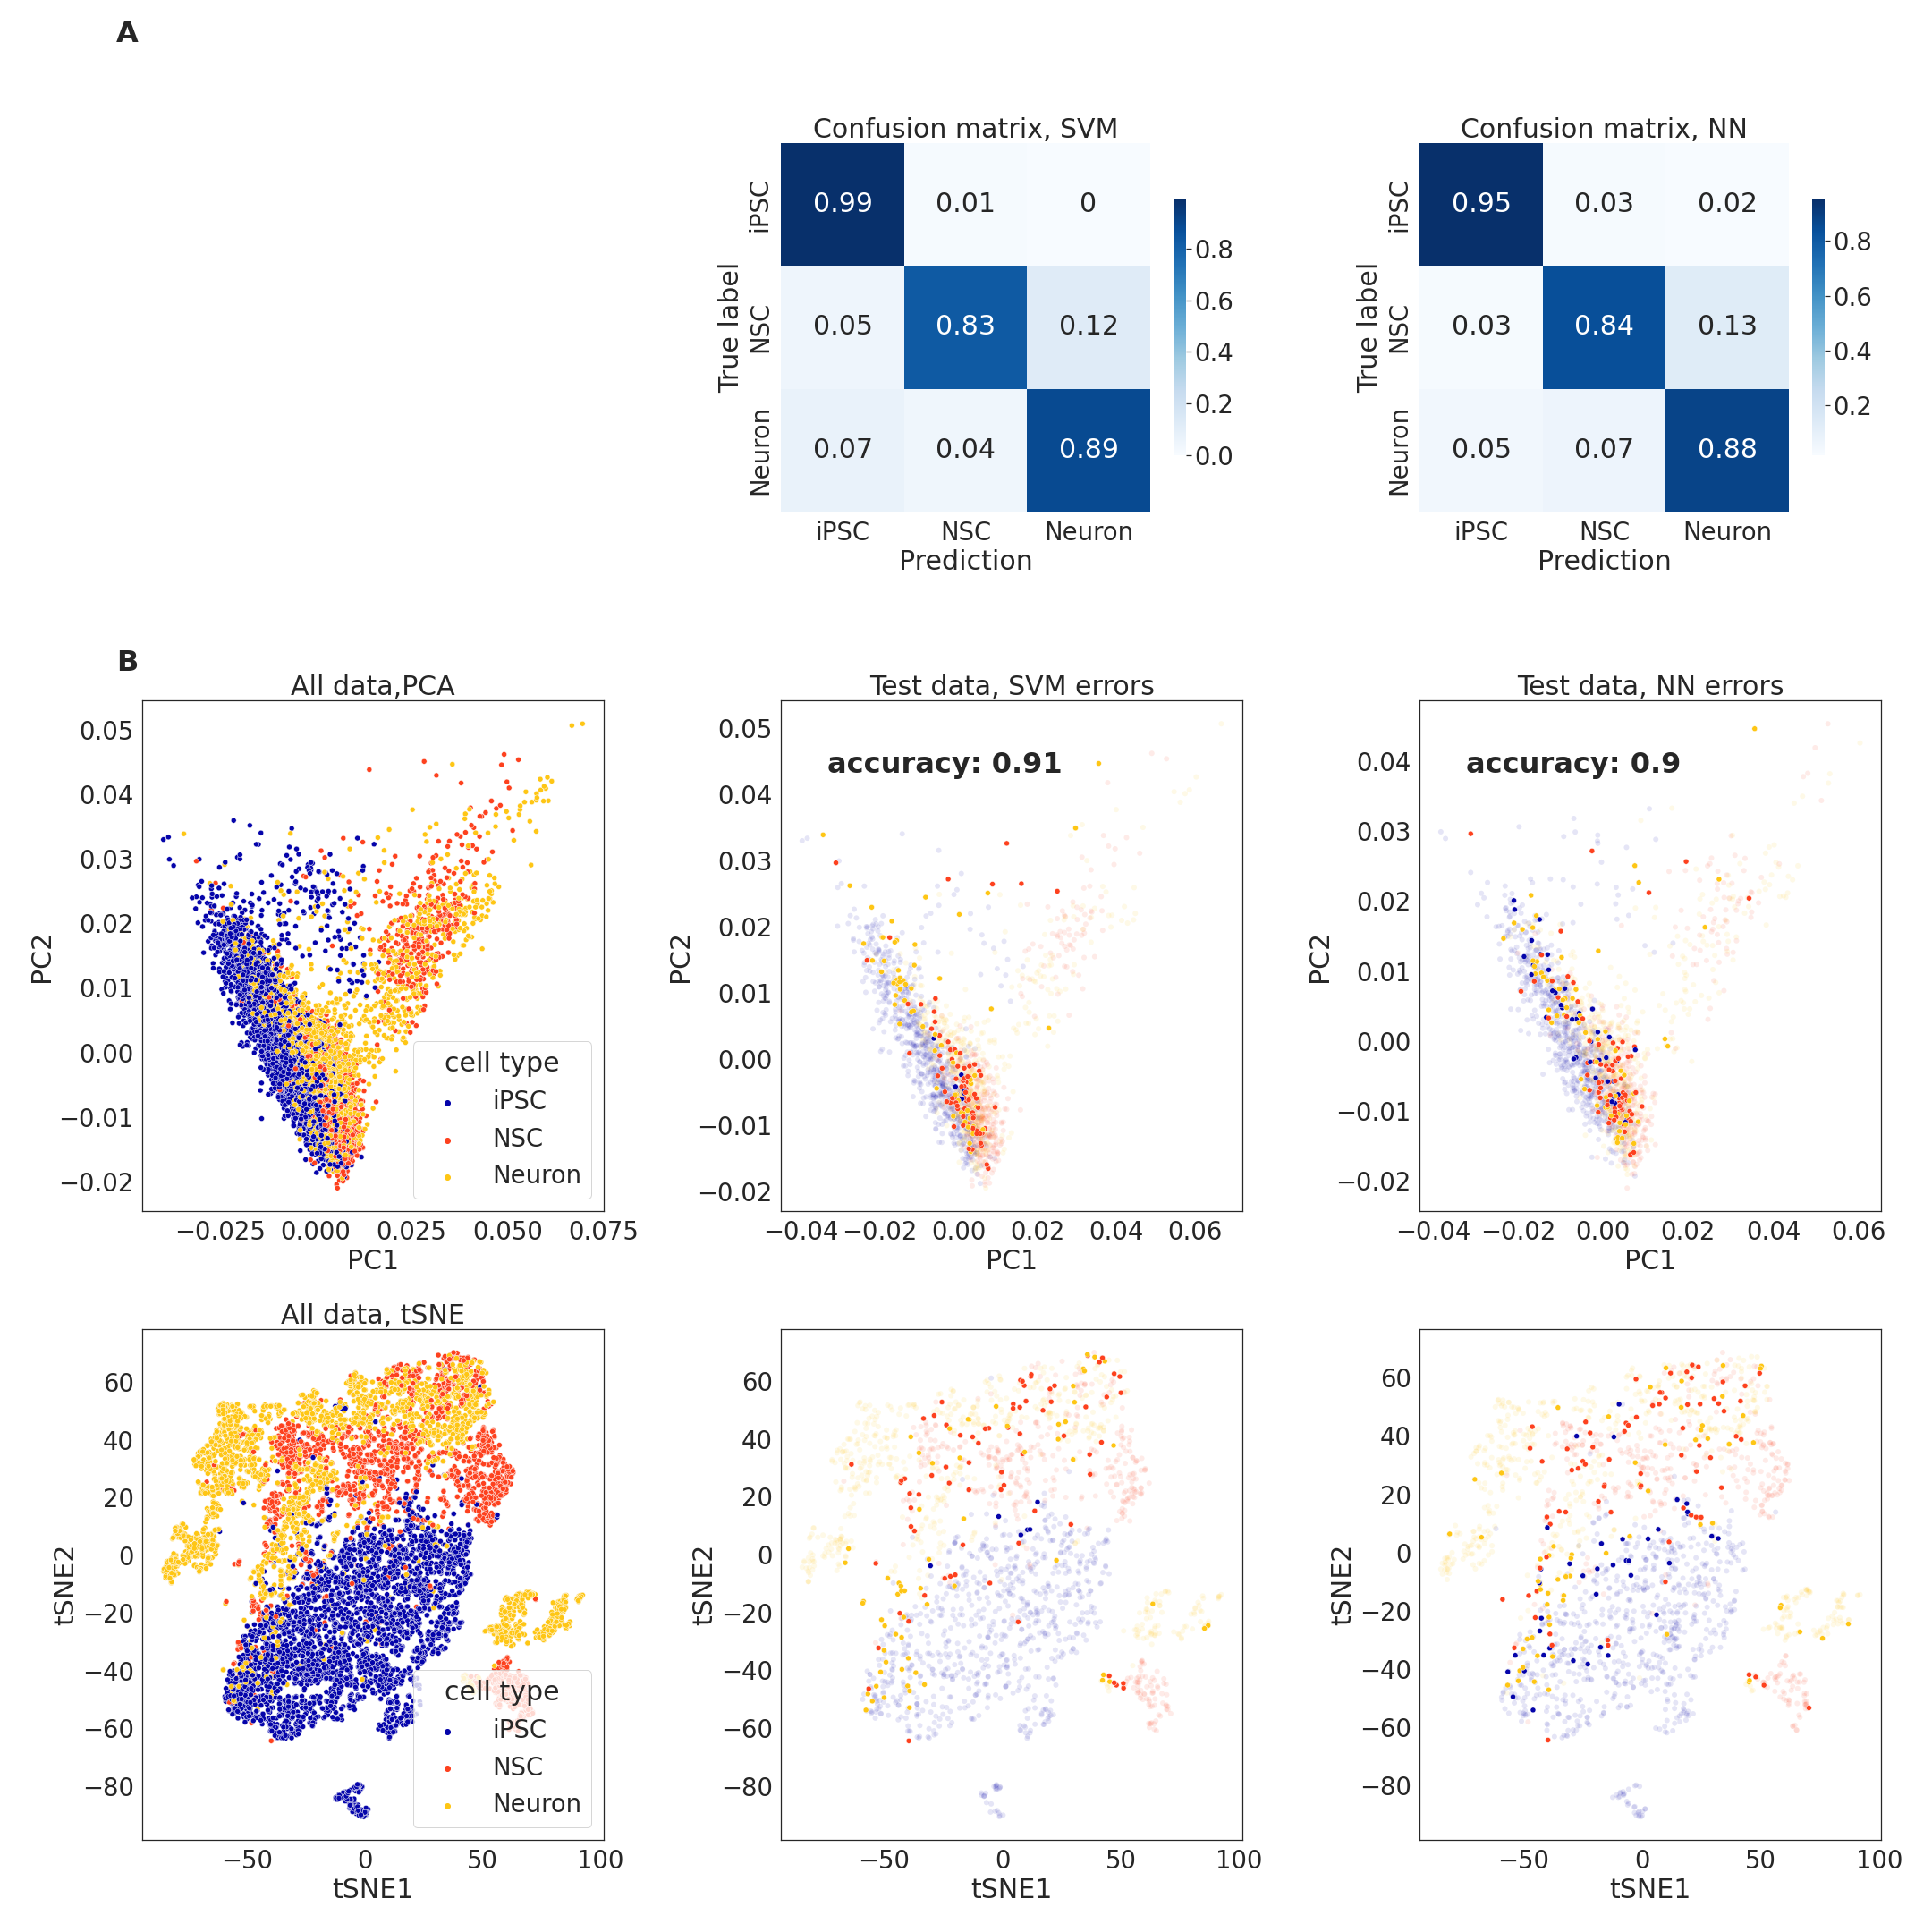 A
Confusion matrix, SVM
iPSC
NSC
Neuron
True label
0.99 0.01 0
0.05 0.83 0.12
0.07 0.04 0.89
iPSC NSC Neuron
Prediction
0.8
0.6
0.4
0.2
0.0
Confusion matrix, NN
iPSC
NSC
Neuron
True label
0.95 0.03 0.02
0.03 0.84 0.13
0.05 0.07 0.88
iPSC NSC Neuron
Prediction
0.8
0.6
0.4
0.2
B
All data,PCA
0.05
0.04
0.03
0.02
0.01
0.00
−0.01
−0.02
PC2
cell type
iPSC
NSC
Neuron
−0.025 0.000 0.025 0.050 0.075
PC1
Test data, SVM errors
accuracy: 0.91
0.05
0.04
0.03
0.02
0.01
0.00
−0.01
−0.02
PC2
−0.04 −0.02 0.00 0.02 0.04 0.06
PC1
Test data, NN errors
accuracy: 0.9
0.04
0.03
0.02
0.01
0.00
−0.01
−0.02
PC2
−0.04 −0.02 0.00 0.02 0.04 0.06
PC1
All data, tSNE
60
40
20
0
−20
−40
−60
−80
tSNE2
cell type
iPSC
NSC
Neuron
−50 0 50 100
tSNE1
60
40
20
0
−20
−40
−60
−80
tSNE2
−50 0 50 100
tSNE1
60
40
20
0
−20
−40
−60
−80
tSNE2
−50 0 50 100
tSNE1